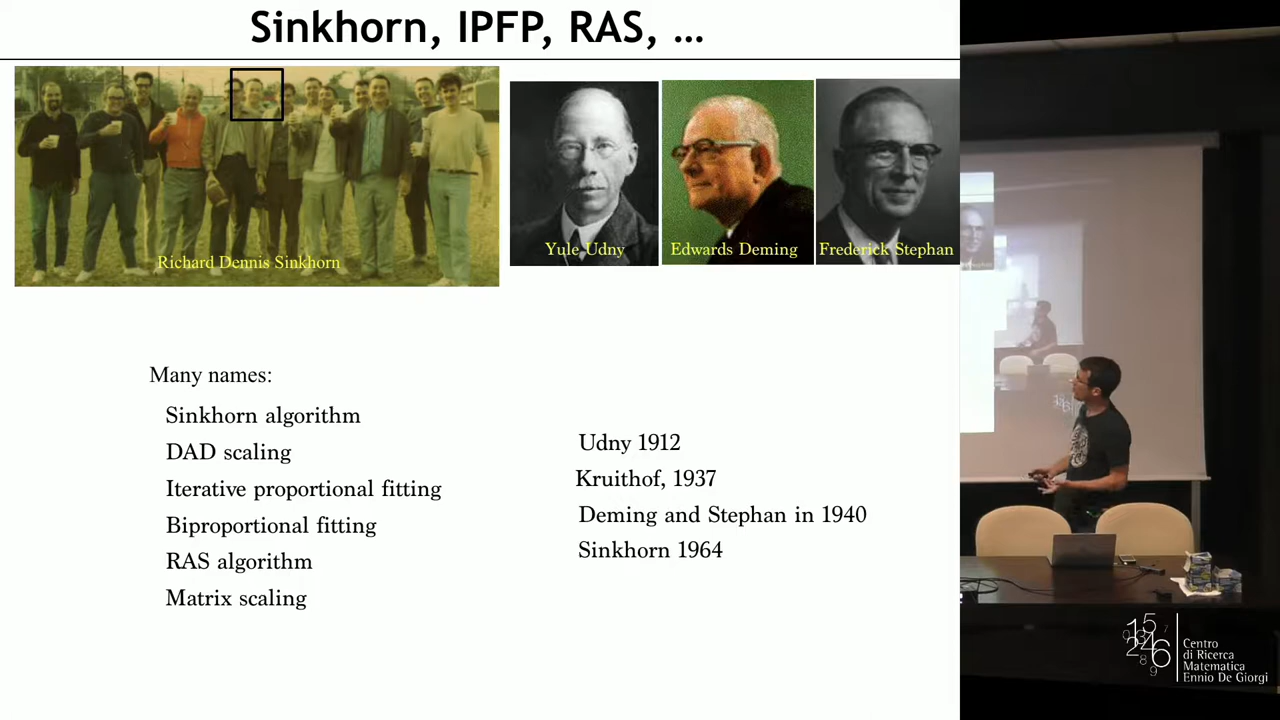 Sinkhorn, IPFP, RAS, ...
Richard Dennis Sinkhorn
Yule Udny
Edwards Deming
Frederick Stephan
Many names:
Sinkhorn algorithm
DAD scaling
Iterative proportional fitting
Biproportional fitting
RAS algorithm
Matrix scaling
Udny 1912
Kruithof, 1937
Deming and Stephan in 1940
Sinkhorn 1964
Centro
di Ricerca
Matematica
Ennio De Giorgi